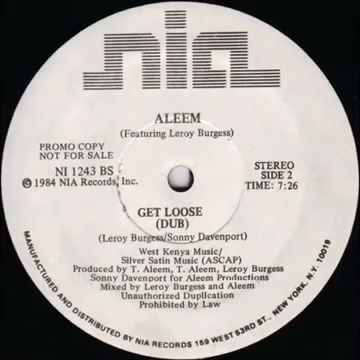 nia
ALEEM
(Featuring Leroy Burgess)
PROMO COPY
NOT FOR SALE
NI 1243 BS
℗ © 1984 NIA Records, Inc.
STEREO
SIDE 2
TIME: 7:26
GET LOOSE
(DUB)
(Leroy Burgess/Sonny Davenport)
West Kenya Music/
Silver Satin Music (ASCAP)
Produced by T. Aleem, T. Aleem, Leroy Burgess
Sonny Davenport for Aleem Productions
Mixed by Leroy Burgess and Aleem
Unauthorized Duplication
Prohibited by Law
MANUFACTURED AND DISTRIBUTED BY NIA RECORDS 159 WEST 53RD ST., NEW YORK, N.Y. 10019